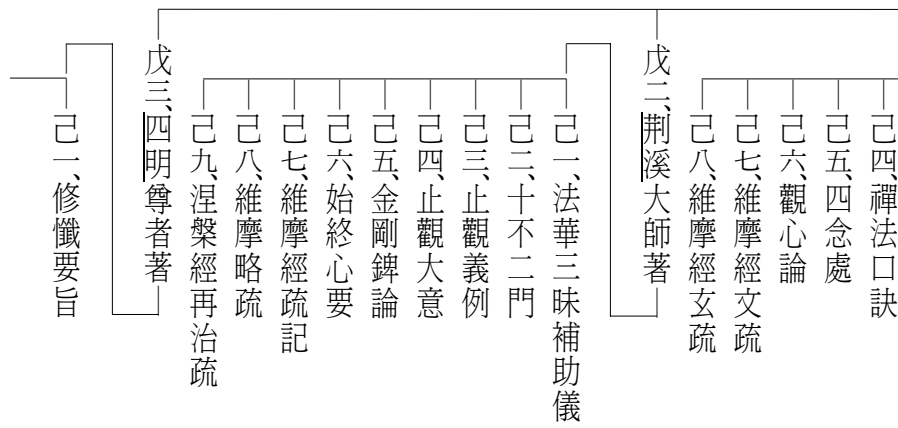 己四、禪法口訣
己五、四念處
己六、觀心論
己七、維摩經文疏
己八、維摩經玄疏
戊二、荆溪大師著
己一、法華三昧補助儀
己二、十不二門
己三、止觀義例
己四、止觀大意
己五、金剛錍論
己六、始終心要
己七、維摩經疏記
己八、維摩略疏
己九、涅槃經再治疏
戊三、四明尊者著
己一、修懺要旨